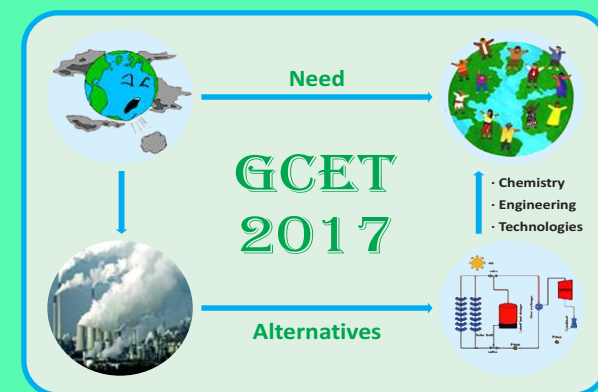 Need
GCET
2017
· Chemistry
· Engineering
· Technologies
Alternatives